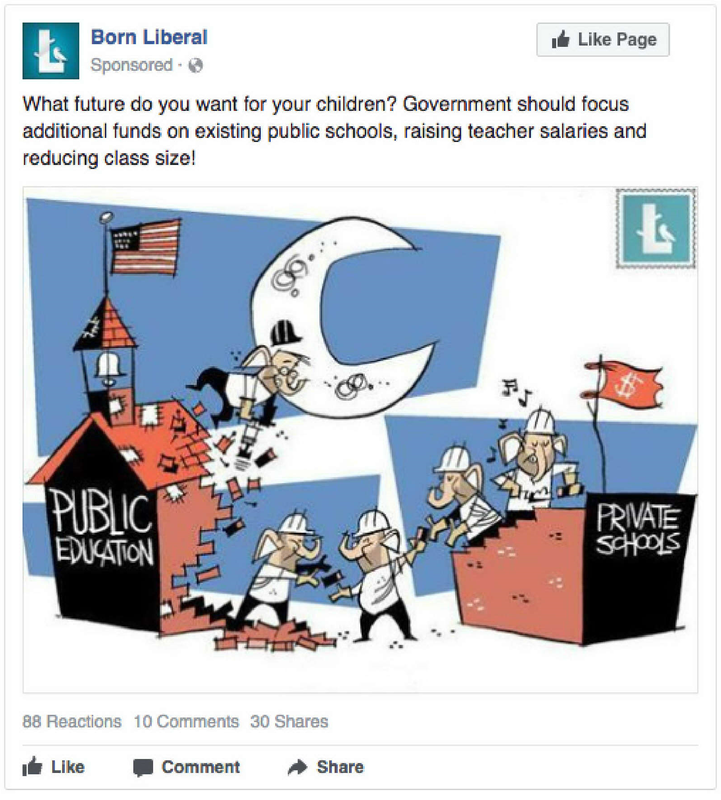 Born Liberal
Like Page
Sponsored ·
What future do you want for your children? Government should focus
additional funds on existing public schools, raising teacher salaries and
reducing class size!
L
L
$
PUBLIC
EDUCATION
PRIVATE
SCHOOLS
88 Reactions 10 Comments 30 Shares
Like Comment Share